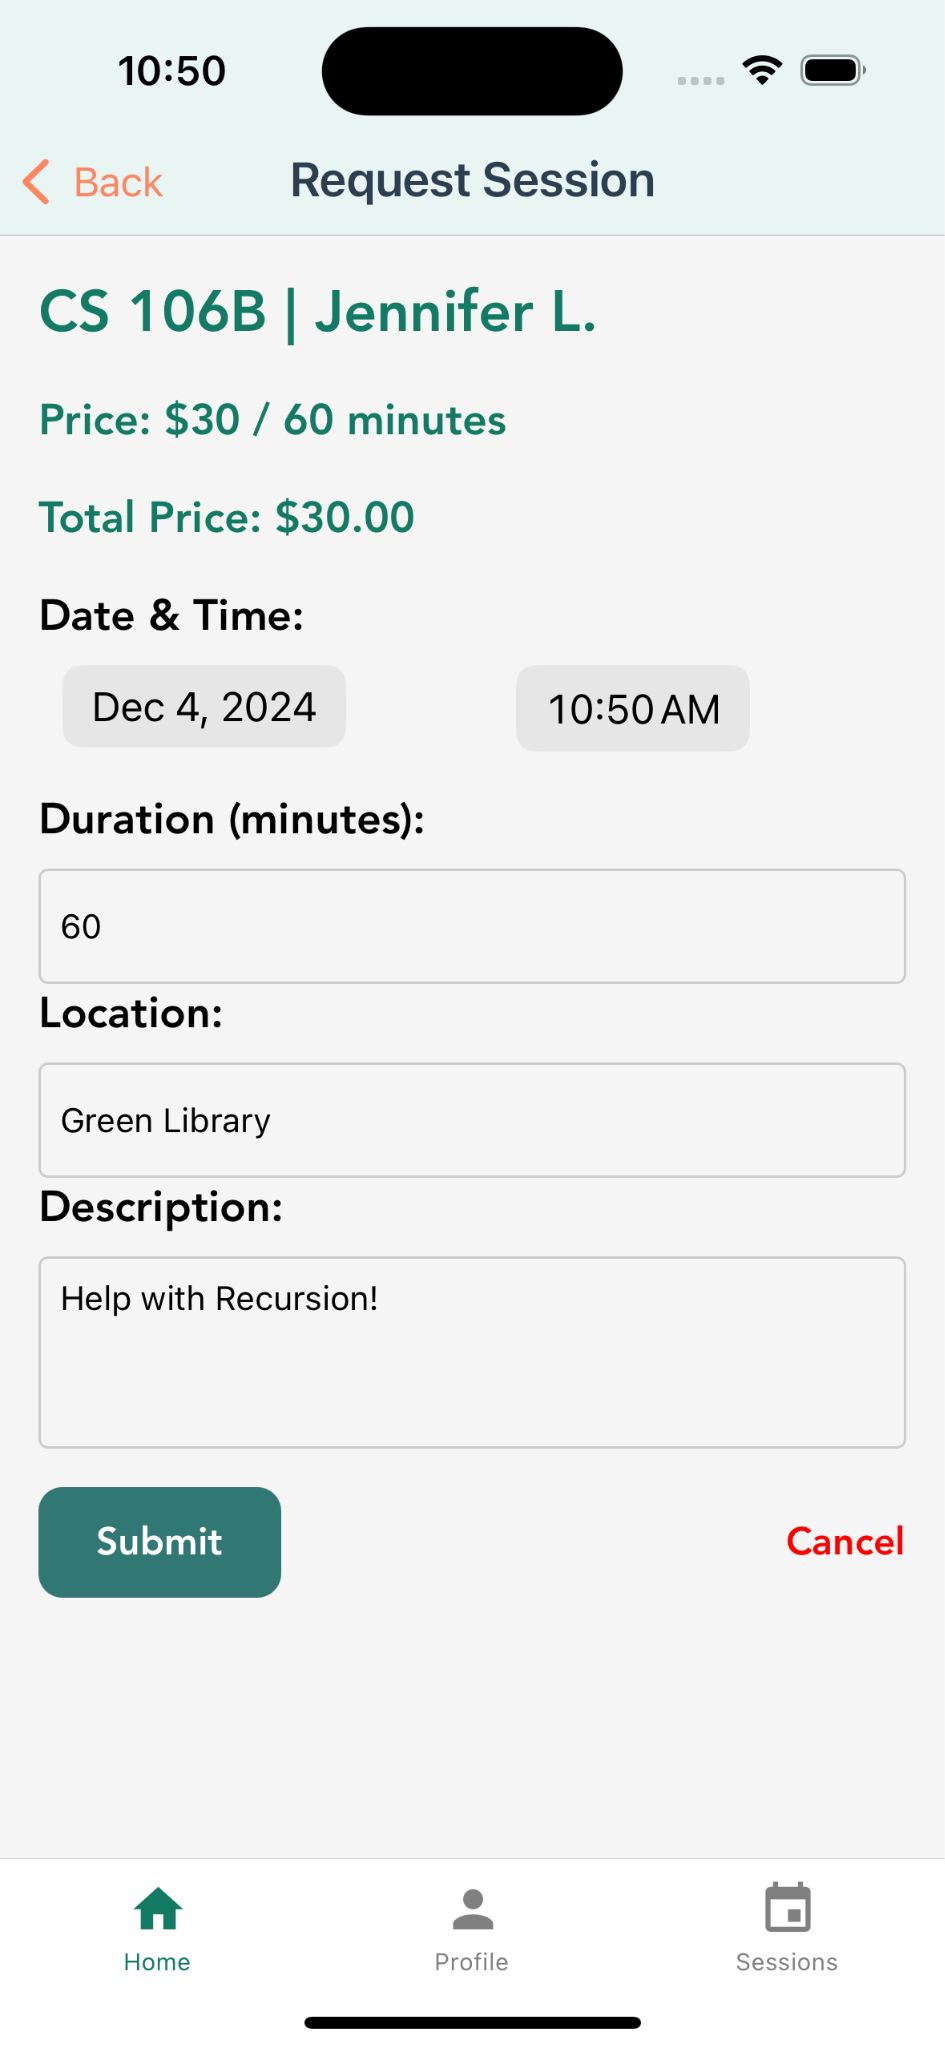 10:50
Back Request Session
CS 106B | Jennifer L.
Price: $30 / 60 minutes
Total Price: $30.00
Date & Time:
Dec 4, 2024 10:50 AM
Duration (minutes):
60
Location:
Green Library
Description:
Help with Recursion!
Submit Cancel
Home Profile Sessions